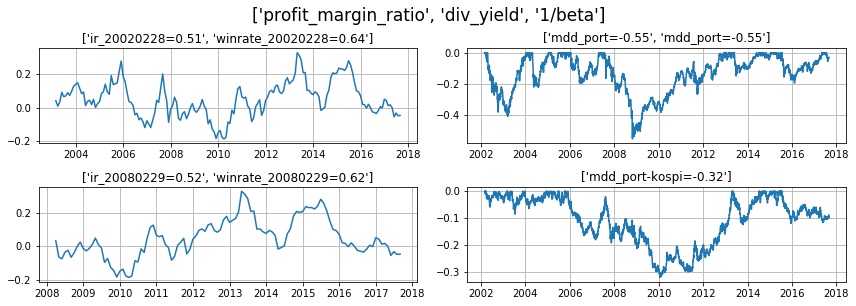 ['profit_margin_ratio', 'div_yield', '1/beta']
['ir_20020228=0.51', 'winrate_20020228=0.64']
0.2
0.0
−0.2
2004 2006 2008 2010 2012 2014 2016 2018
['mdd_port=-0.55', 'mdd_port=-0.55']
0.0
−0.2
−0.4
2002 2004 2006 2008 2010 2012 2014 2016 2018
['ir_20080229=0.52', 'winrate_20080229=0.62']
0.2
0.0
−0.2
2008 2009 2010 2011 2012 2013 2014 2015 2016 2017 2018
['mdd_port-kospi=-0.32']
0.0
−0.1
−0.2
−0.3
2002 2004 2006 2008 2010 2012 2014 2016 2018